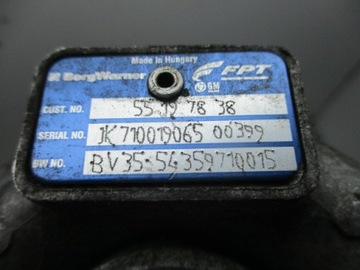 Made in Hungary
BorgWarner
FPT
GM
CUST. NO. 55 19 78 38
SERIAL NO. JK710019065 00399
BW NO. BV35-54359710015